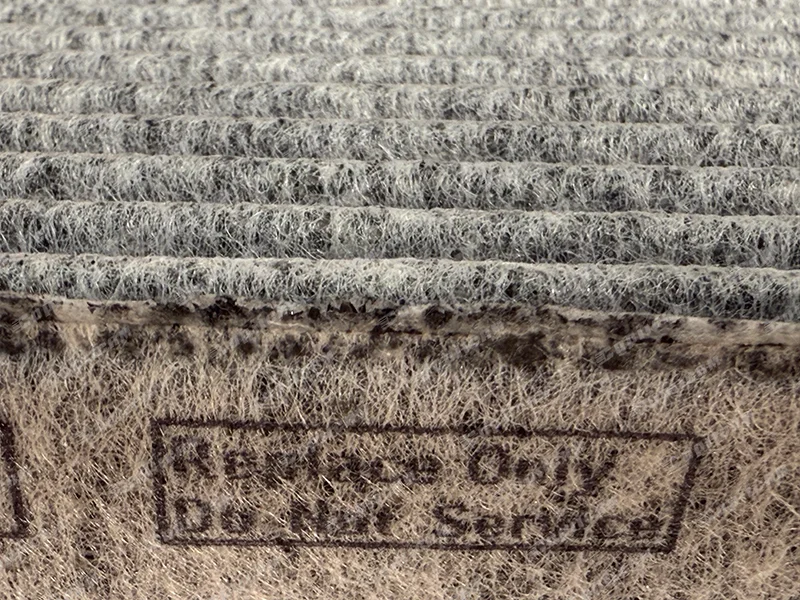 Replace Only
Do Not Service